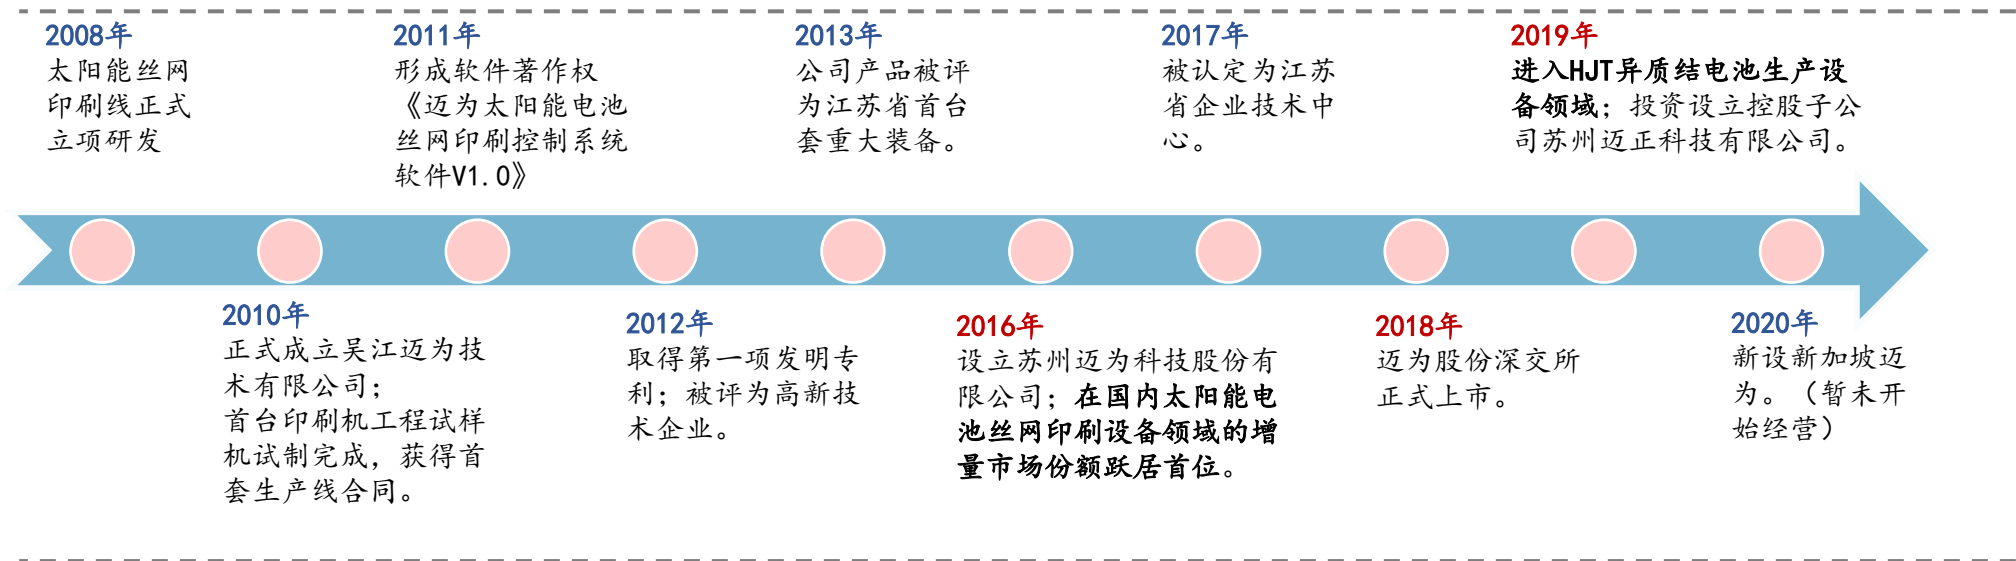 2008年
太阳能丝网
印刷线正式
立项研发
2011年
形成软件著作权
《迈为太阳能电池
丝网印刷控制系统
软件V1.0》
2013年
公司产品被评
为江苏省首台
套重大装备。
2017年
被认定为江苏
省企业技术中
心。
2019年
进入HJT异质结电池生产设
备领域；投资设立控股子公
司苏州迈正科技有限公司。
2010年
正式成立吴江迈为技
术有限公司；
首台印刷机工程试样
机试制完成，获得首
套生产线合同。
2012年
取得第一项发明专
利；被评为高新技
术企业。
2016年
设立苏州迈为科技股份有
限公司；在国内太阳能电
池丝网印刷设备领域的增
量市场份额跃居首位。
2018年
迈为股份深交所
正式上市。
2020年
新设新加坡迈
为。（暂未开
始经营）